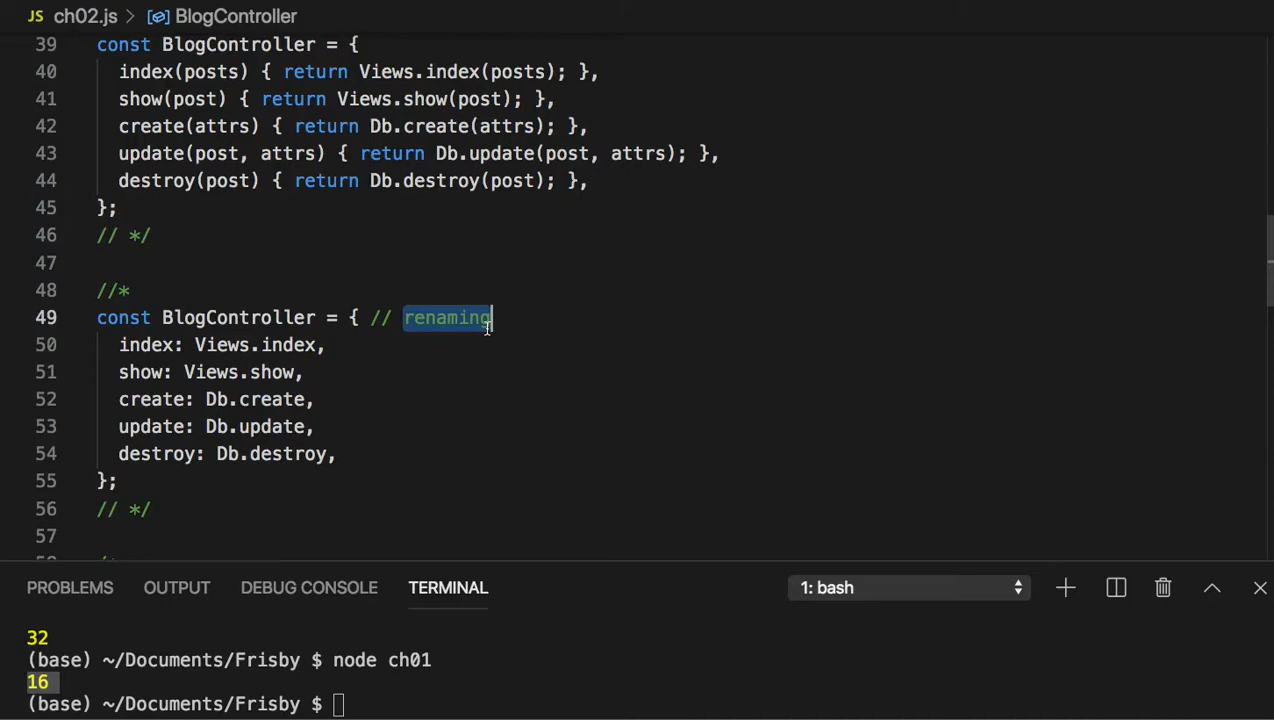 JS ch02.js > BlogController
39 const BlogController = {
40 index(posts) { return Views.index(posts); },
41 show(post) { return Views.show(post); },
42 create(attrs) { return Db.create(attrs); },
43 update(post, attrs) { return Db.update(post, attrs); },
44 destroy(post) { return Db.destroy(post); },
45 };
46 // */
47
48 //*
49 const BlogController = { // renaming
50 index: Views.index,
51 show: Views.show,
52 create: Db.create,
53 update: Db.update,
54 destroy: Db.destroy,
55 };
56 // */
57
PROBLEMS OUTPUT DEBUG CONSOLE TERMINAL 1: bash
32
(base) ~/Documents/Frisby $ node ch01
16
(base) ~/Documents/Frisby $